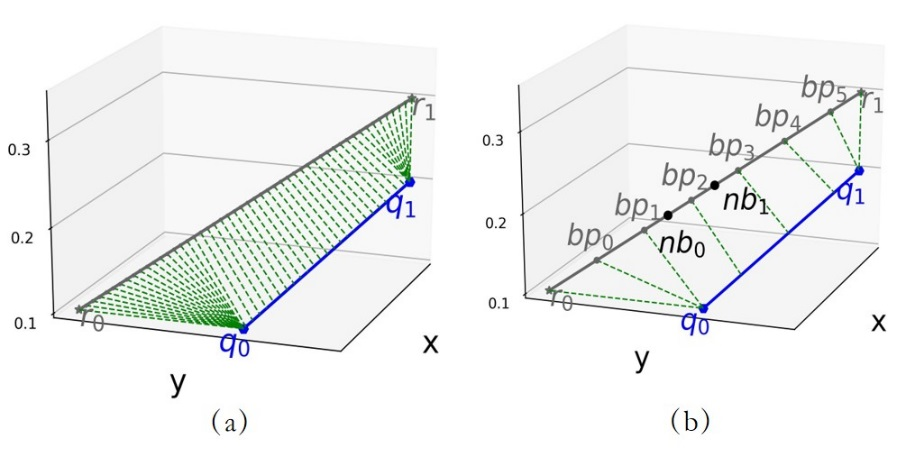 0.3
0.2
0.1
r₀
r₁
q₀
q₁
y
x
(a)
0.3
0.2
0.1
bp₅
r₁
bp₄
bp₃
bp₂
nb₁
bp₁
nb₀
bp₀
r₀
q₁
q₀
y
x
(b)